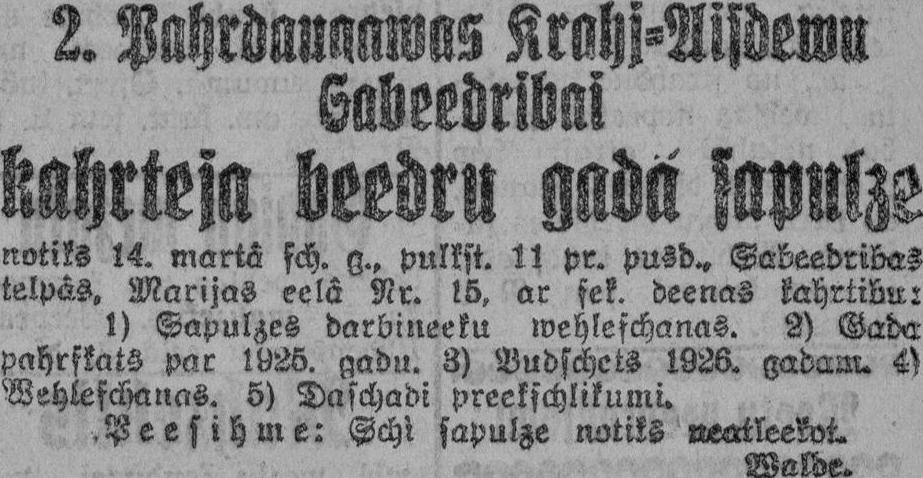 2. Pahrdaugawas Krahj=Aisdewu
Sabeedribai
kahrteja beedru gadā sapulze
notiks 14. martâ sch. g., pulkst. 11 pr. pusd., Sabeedribas
telpâs, Marijas eelâ Nr. 15, ar sek. deenas kahrtibu:
1) Sapulzes darbineeku wehleschanas. 2) Gada
pahrskats par 1925. gadu. 3) Budschets 1926. gadam. 4)
Wehleschanas. 5) Daschadi preekschlikumi.
Peesihme: Schi sapulze notiks neatleekot.
Walde.